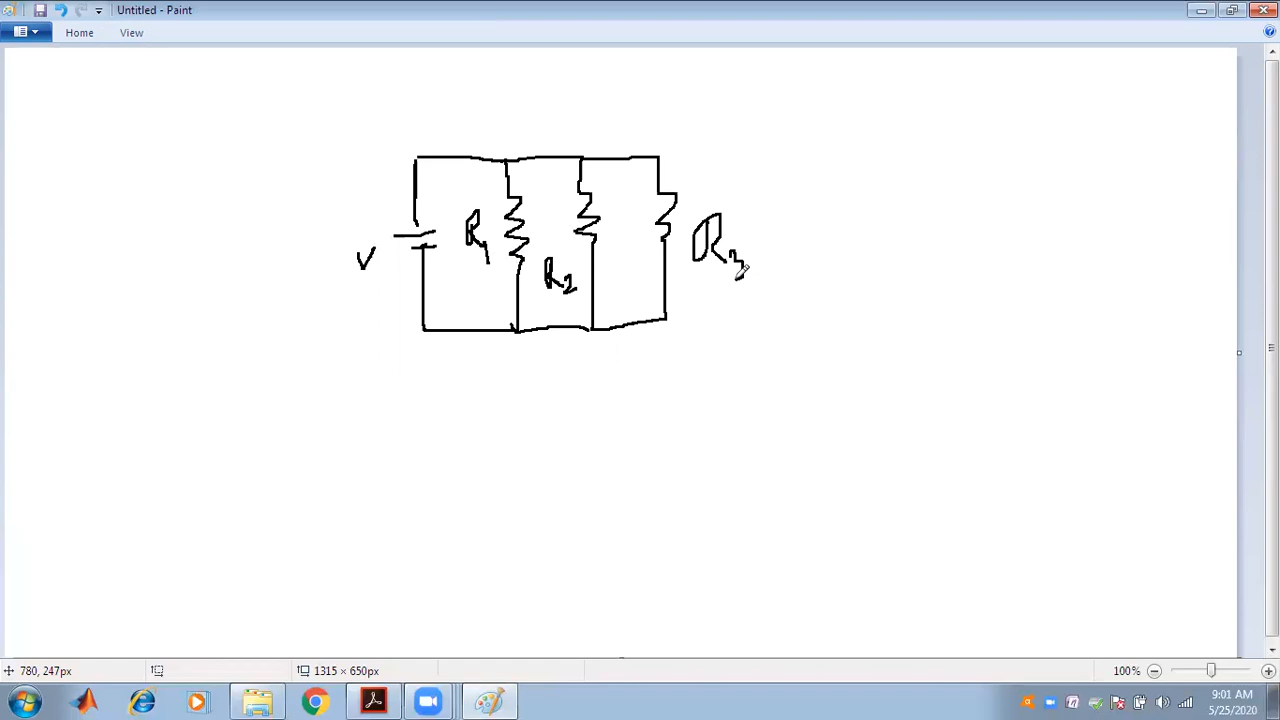 Untitled - Paint
Home View
V
R1
R2
R3
780, 247px
1315 × 650px
100%
9:01 AM
5/25/2020